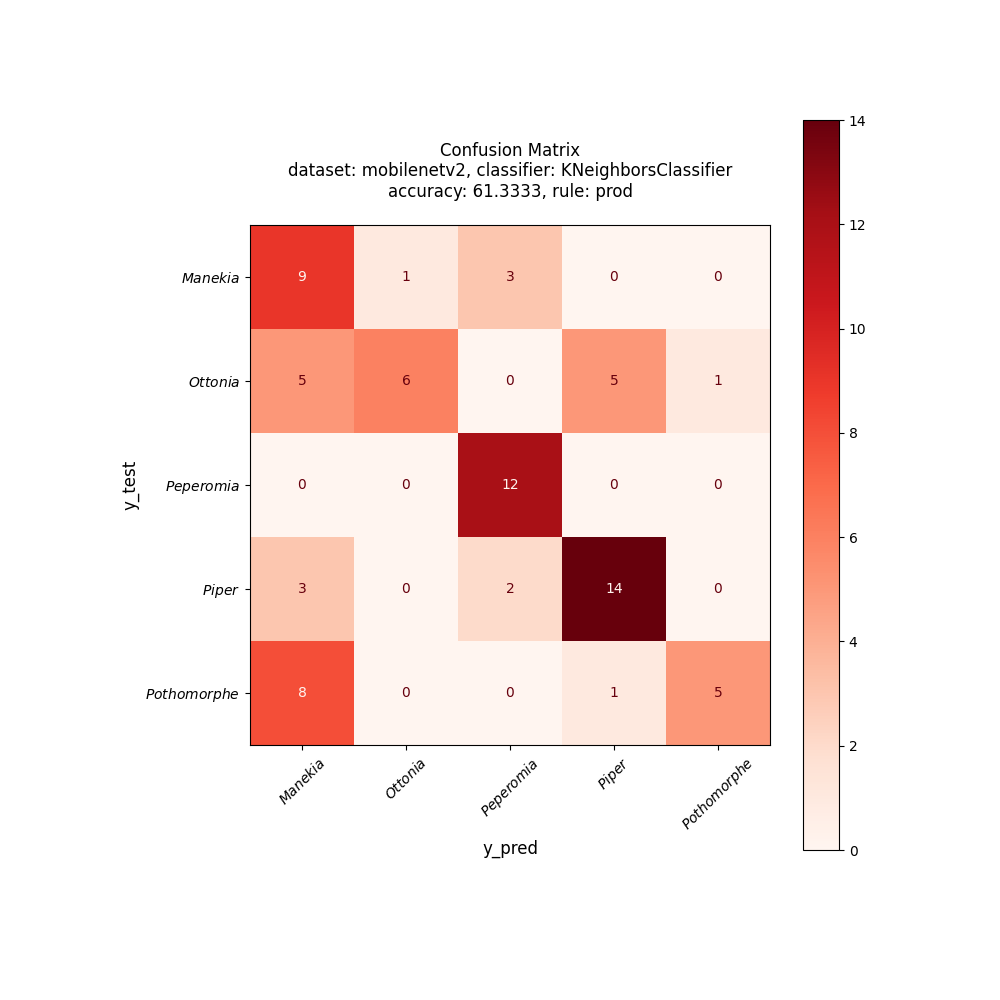 Confusion Matrix
dataset: mobilenetv2, classifier: KNeighborsClassifier
accuracy: 61.3333, rule: prod
14
12
10
8
6
4
2
0
y_test
Manekia 9 1 3 0 0
Ottonia 5 6 0 5 1
Peperomia 0 0 12 0 0
Piper 3 0 2 14 0
Pothomorphe 8 0 0 1 5
Manekia Ottonia Peperomia Piper Pothomorphe
y_pred